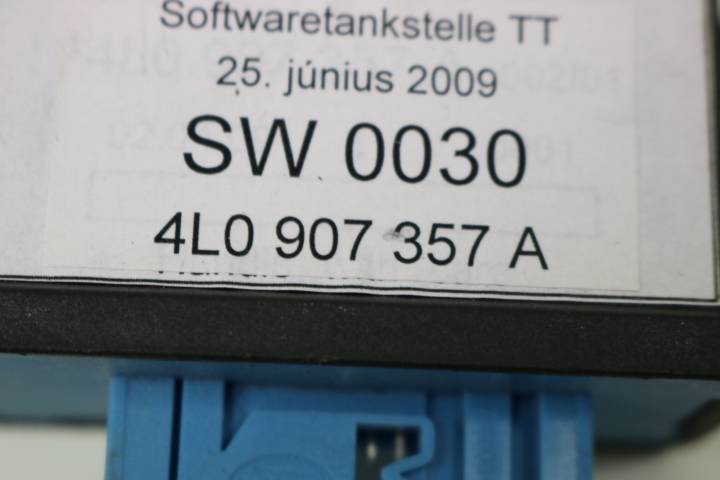 Softwaretankstelle TT
25. június 2009
SW 0030
4L0 907 357 A